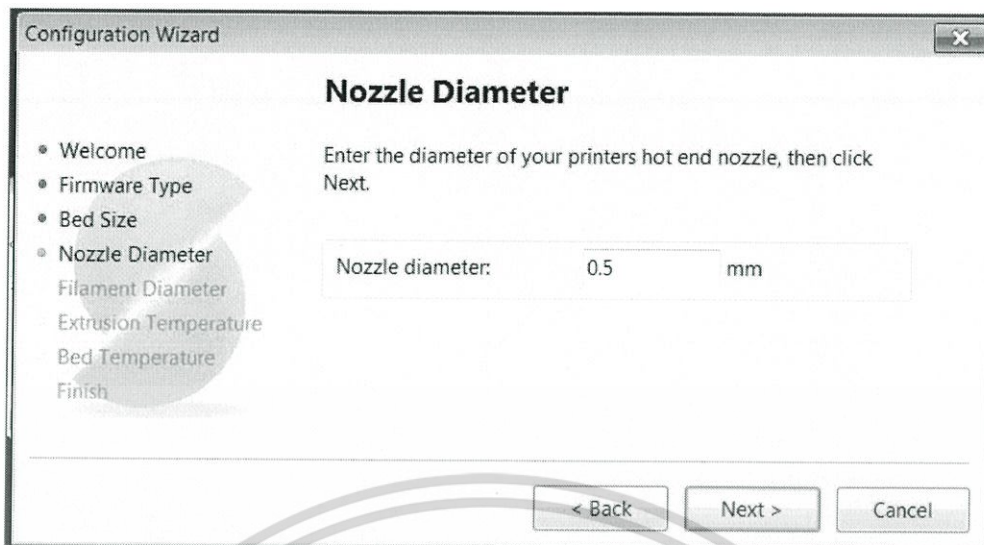 Configuration Wizard
Nozzle Diameter
Welcome
Firmware Type
Bed Size
Nozzle Diameter
Filament Diameter
Extrusion Temperature
Bed Temperature
Finish
Enter the diameter of your printers hot end nozzle, then click
Next.
Nozzle diameter: 0.5 mm
< Back Next > Cancel